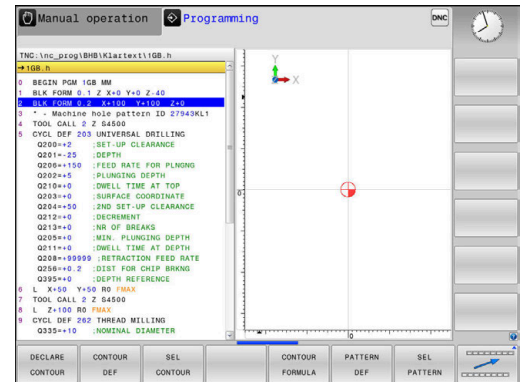 Manual operation
Programming
DNC
TNC:\nc_prog\BHB\Klartext\1GB.h
→1GB.h
0 BEGIN PGM 1GB MM
1 BLK FORM 0.1 Z X+0 Y+0 Z-40
2 BLK FORM 0.2 X+100 Y+100 Z+0
3 * - Machine hole pattern ID 27943KL1
4 TOOL CALL 2 Z S4500
5 CYCL DEF 203 UNIVERSAL DRILLING
Q200=+2 ;SET-UP CLEARANCE
Q201=-25 ;DEPTH
Q206=+150 ;FEED RATE FOR PLNGNG
Q202=+5 ;PLUNGING DEPTH
Q210=+0 ;DWELL TIME AT TOP
Q203=+0 ;SURFACE COORDINATE
Q204=+50 ;2ND SET-UP CLEARANCE
Q212=+0 ;DECREMENT
Q213=+0 ;NR OF BREAKS
Q205=+0 ;MIN. PLUNGING DEPTH
Q211=+0 ;DWELL TIME AT DEPTH
Q208=+99999 ;RETRACTION FEED RATE
Q256=+0.2 ;DIST FOR CHIP BRKNG
Q395=+0 ;DEPTH REFERENCE
6 L X+50 Y+50 R0 FMAX
7 TOOL CALL 2 Z S4500
8 L Z+100 R0 FMAX
9 CYCL DEF 262 THREAD MILLING
Q335=+10 ;NOMINAL DIAMETER
Y
X
0
0
DECLARE CONTOUR
CONTOUR DEF
SEL CONTOUR
CONTOUR FORMULA
PATTERN DEF
SEL PATTERN